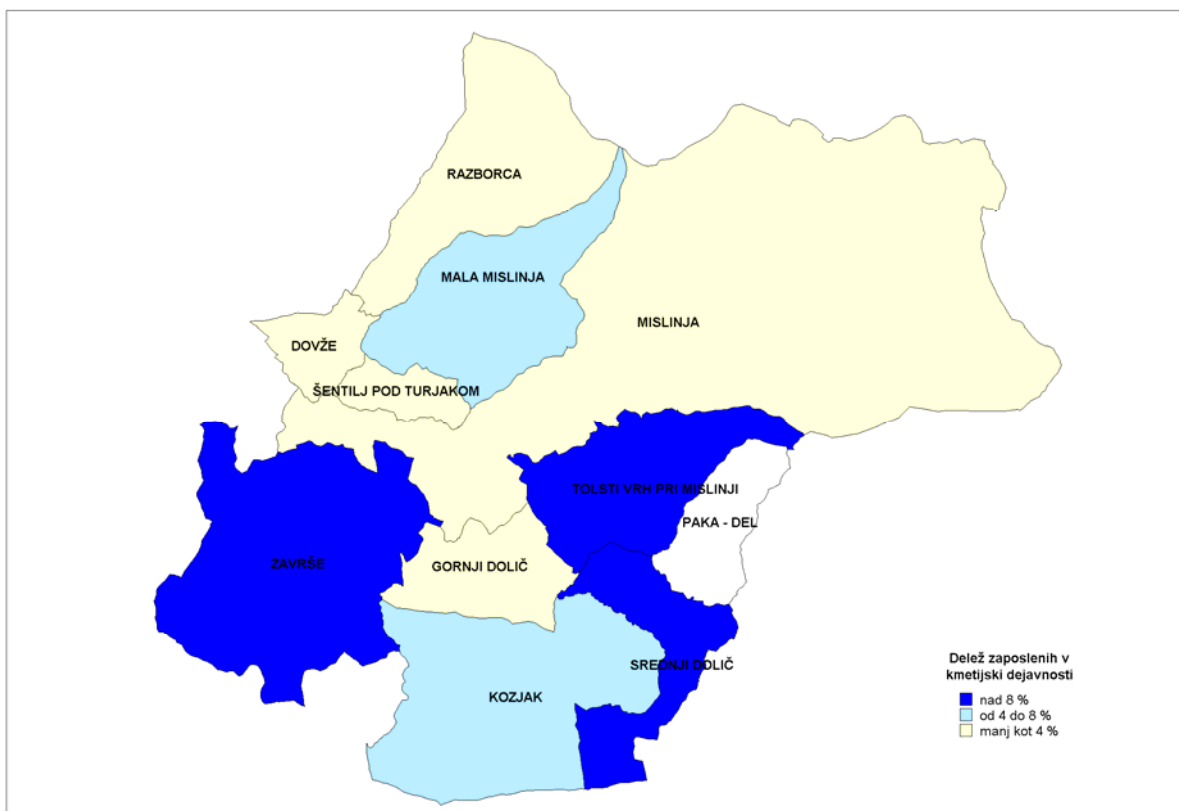 RAZBORCA
MALA MISLINJA
MISLINJA
DOVŽE
ŠENTILJ POD TURJAKOM
TOLSTI VRH PRI MISLINJI
PAKA - DEL
ZAVRŠE
GORNJI DOLIČ
SREDNJI DOLIČ
KOZJAK
Delež zaposlenih v
kmetijski dejavnosti
nad 8 %
od 4 do 8 %
manj kot 4 %